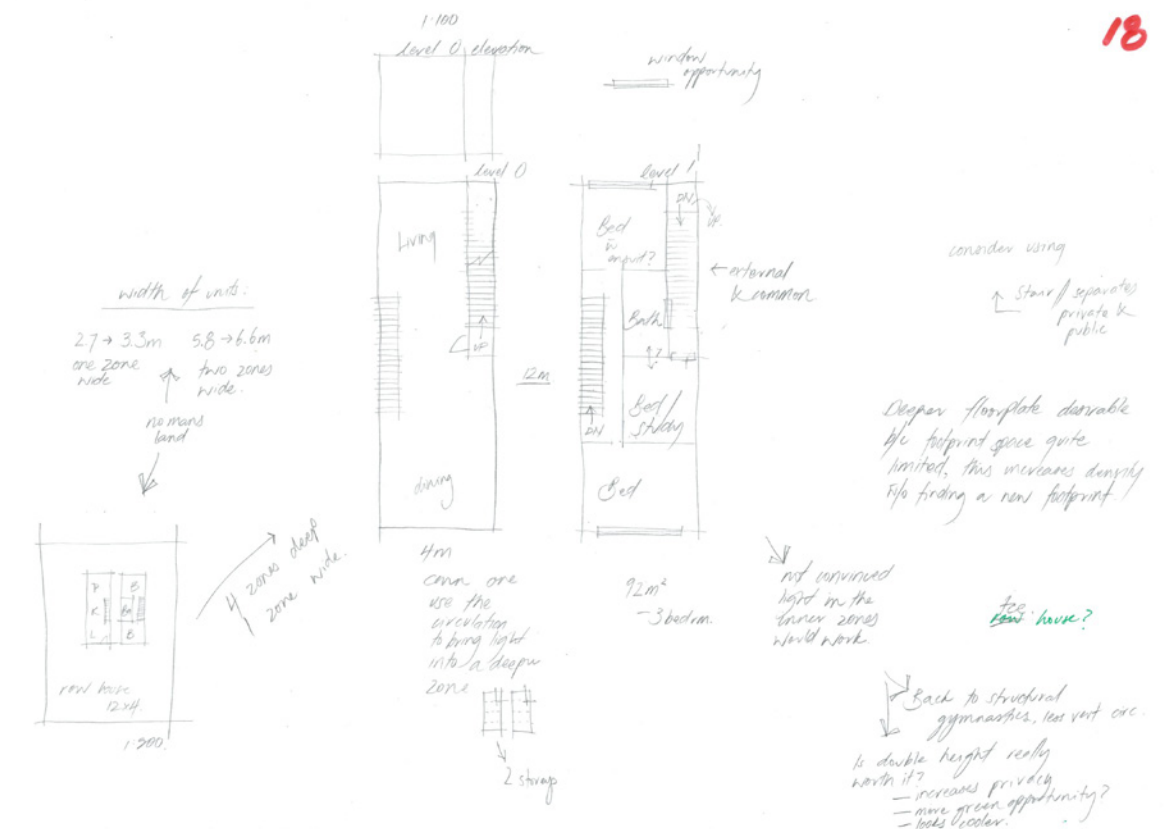 18
1:100
level 0 elevation
window
opportunity
level 0
Living
UP
dining
12m
level 1
DN
UP
Bed
Bath
Bed/
study
DN
Bed
← external
& common
consider using
Stair // separates
private &
public
width of units:
2.7 → 3.3m
one zone
wide
5.8 → 6.6m
two zones
wide.
no mans
land
Deeper floorplate desirable
b/c footprint space quite
limited, this increases density
finding a new footprint.
P
K
L
B
Ba
B
row house
12x4.
4 zones deep
zone wide.
4m
one
use the
circulation
to bring light
into a deeper
zone
2 storeys
92m²
- 3 bedrm.
not convinced
light in the
inner zones
would work.
house?
Back to structural
gymnastics, less vert circ.
Is double height really
worth it?
— increases privacy
— more green opportunity?
— looks cooler.